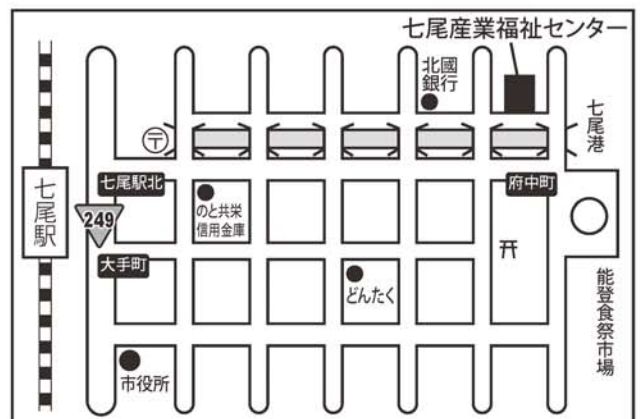 七尾産業福祉センター
北國
銀行
七尾港
〒
七尾駅北
府中町
のと共栄
信用金庫
七尾駅
249
大手町
どんたく
能登食祭市場
市役所